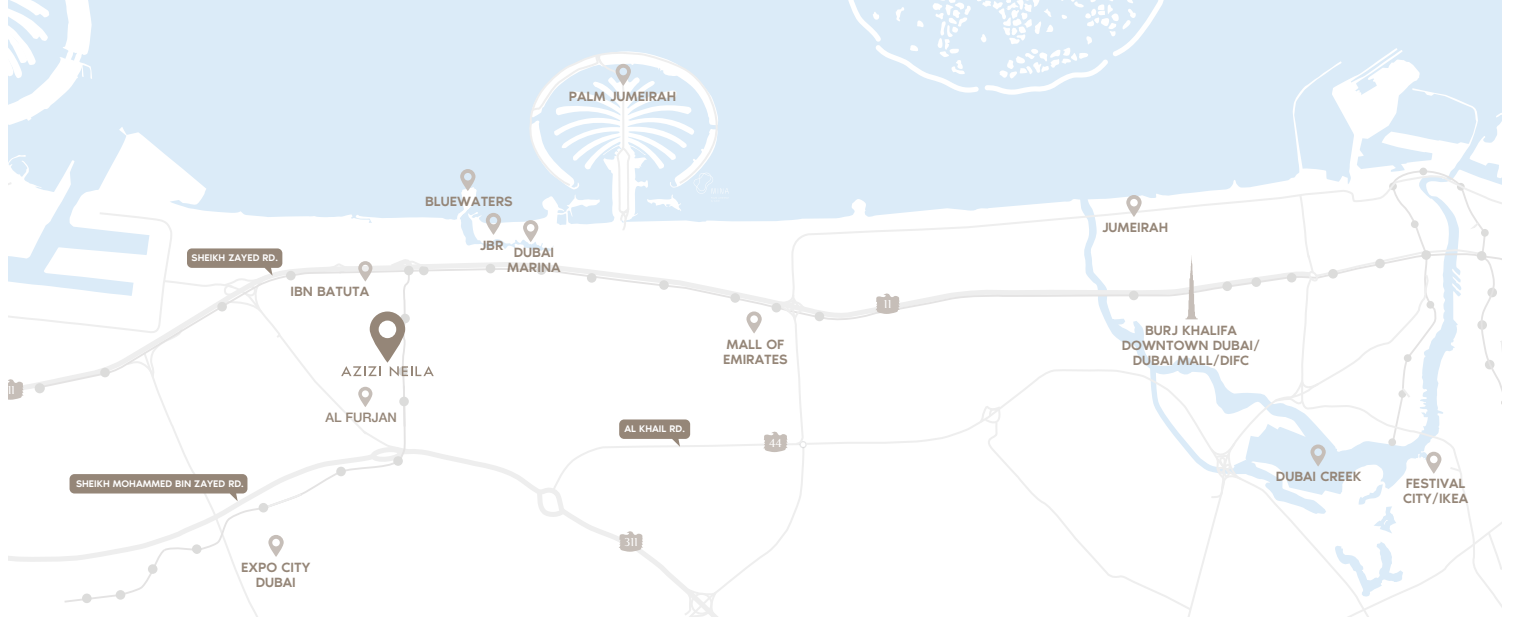 PALM JUMEIRAH
BLUEWATERS
JBR
DUBAI
MARINA
JUMEIRAH
SHEIKH ZAYED RD.
IBN BATUTA
11
AZIZI NEILA
MALL OF
EMIRATES
BURJ KHALIFA
DOWNTOWN DUBAI/
DUBAI MALL/DIFC
11
AL FURJAN
AL KHAIL RD.
44
SHEIKH MOHAMMED BIN ZAYED RD.
DUBAI CREEK
FESTIVAL
CITY/IKEA
311
EXPO CITY
DUBAI